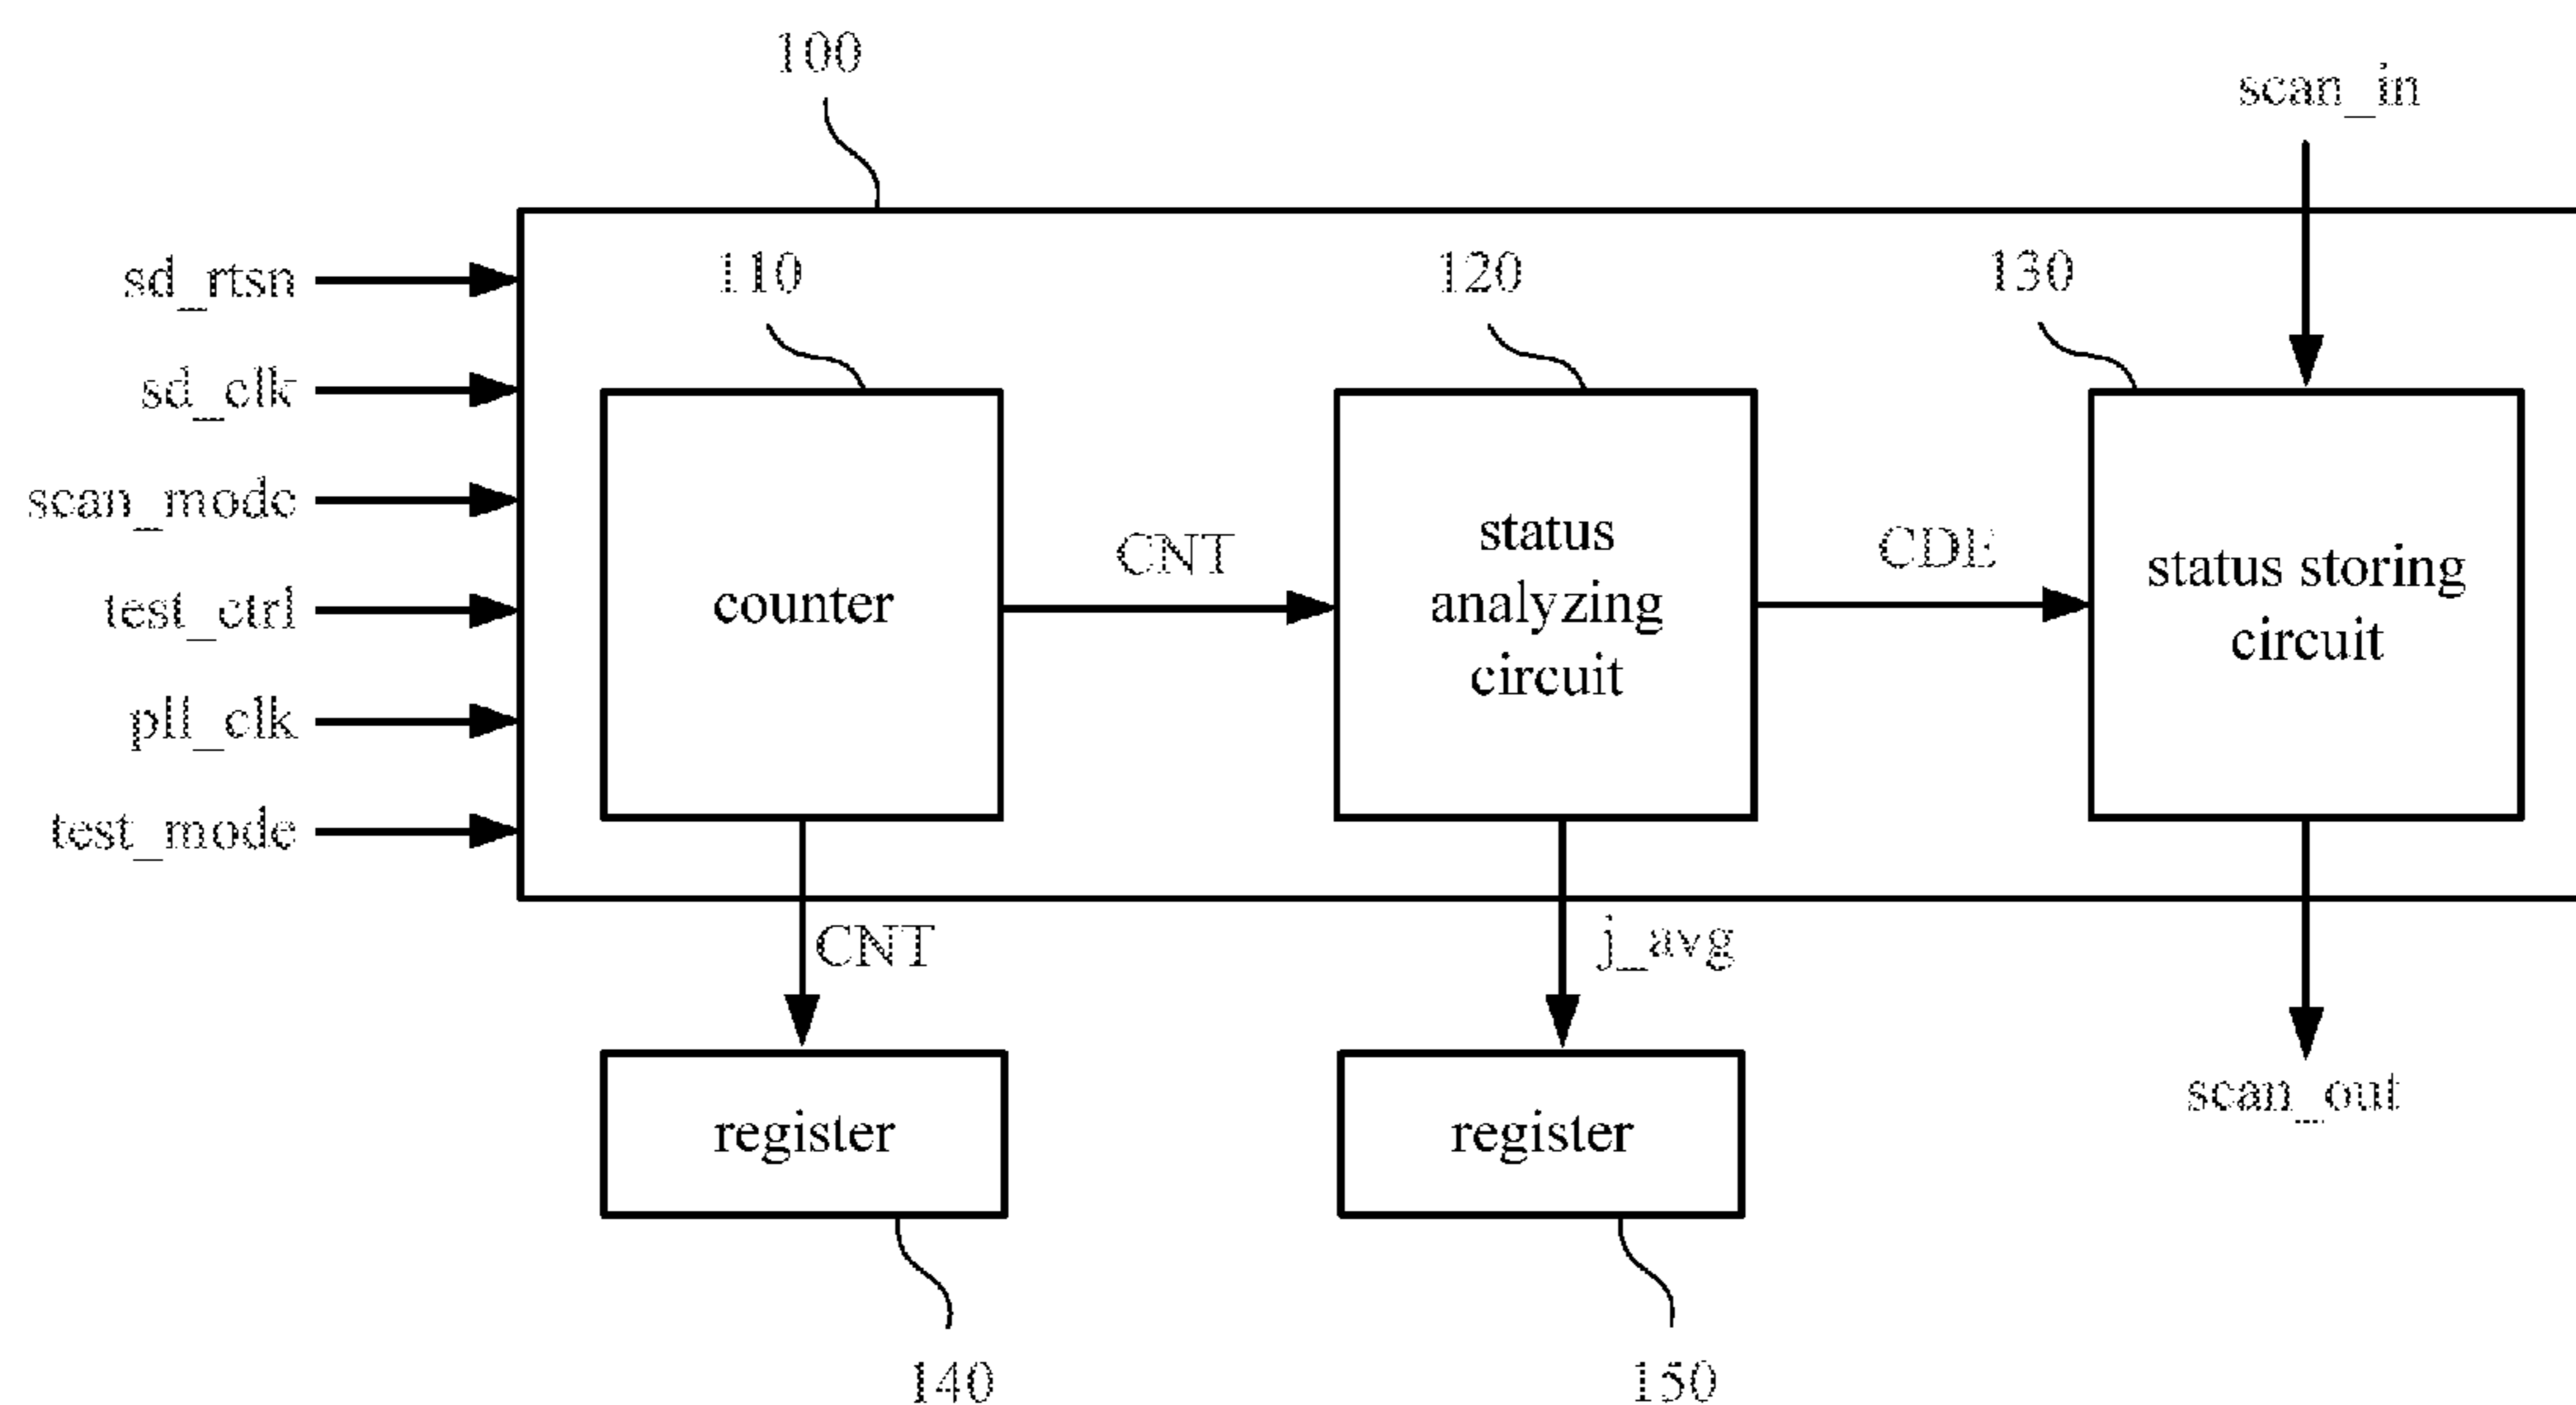 100
scan_in
sd_rtsn
110
120
130
sd_clk
scan_mode
test_ctrl
pll_clk
test_mode
counter
CNT
status
analyzing
circuit
CDE
status storing
circuit
CNT
j_avg
register
register
scan_out
140
150